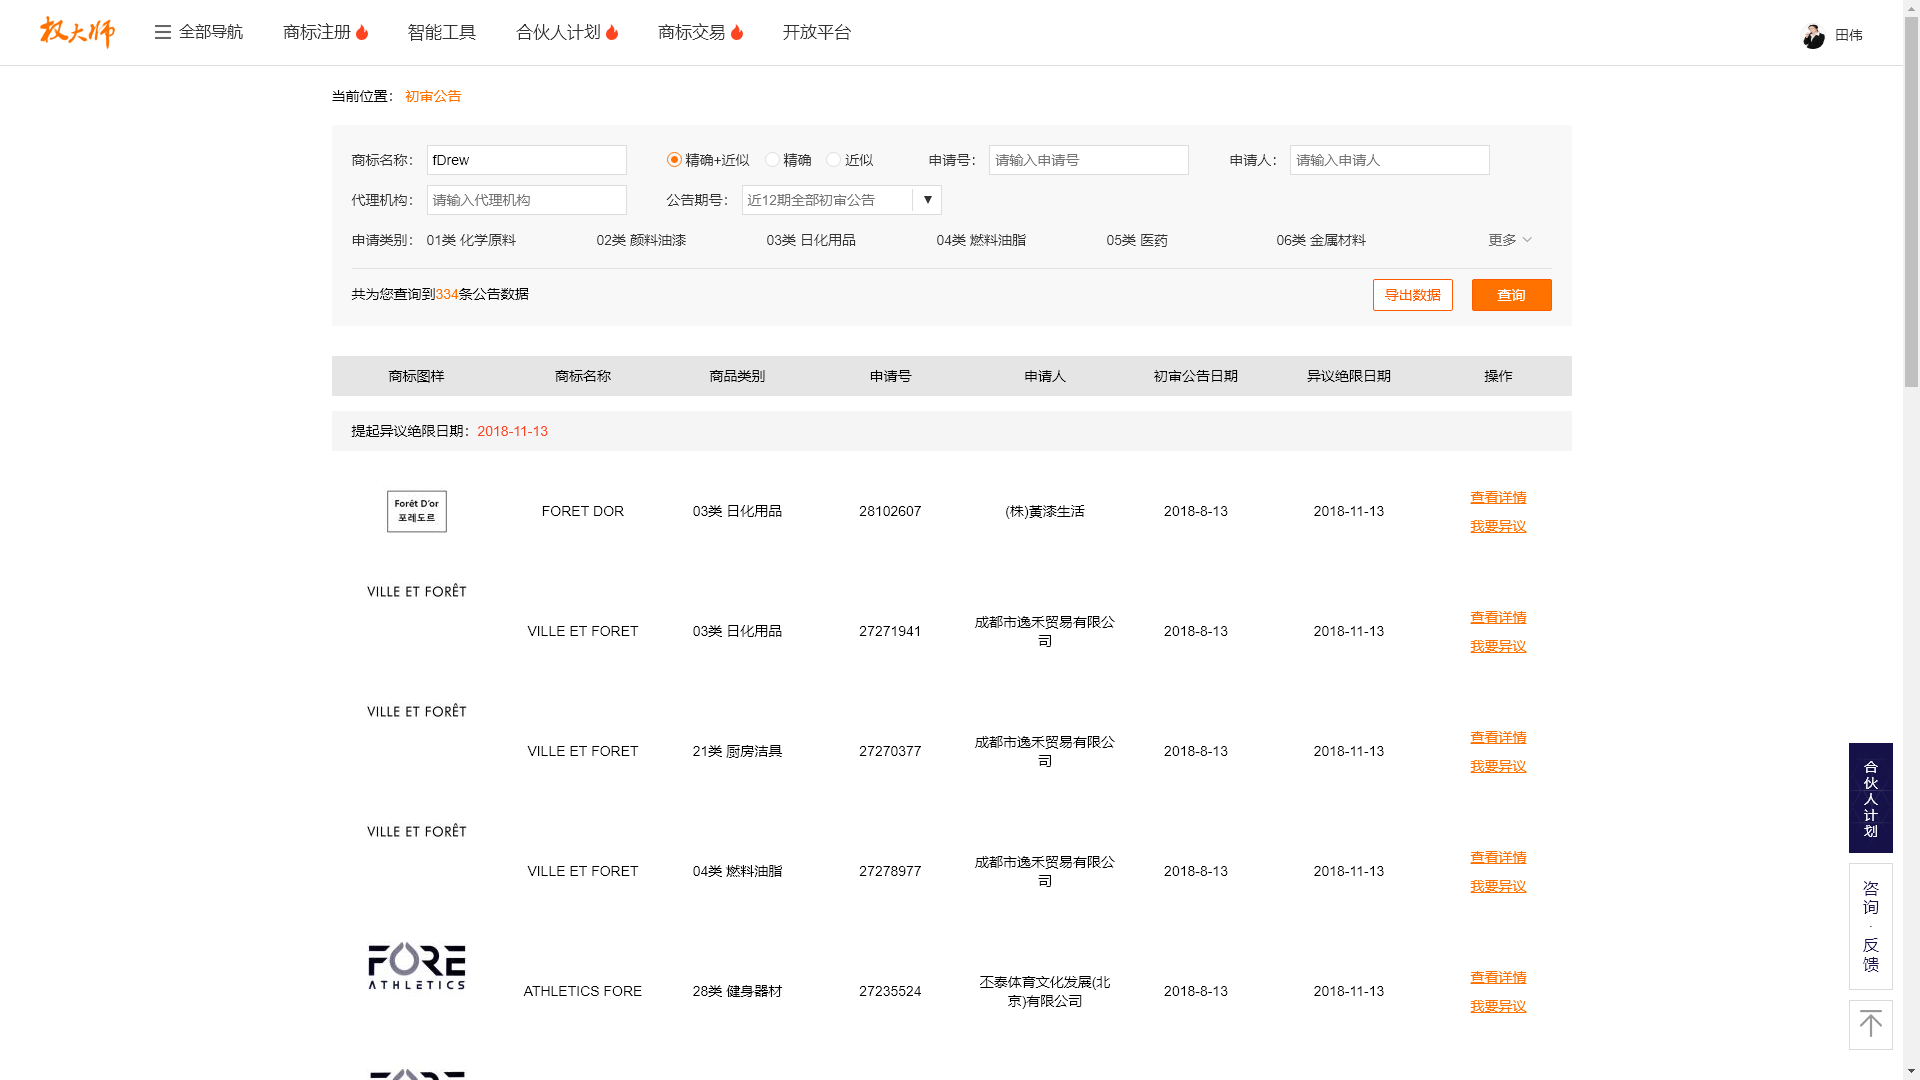 权大师 全部导航 商标注册 智能工具 合伙人计划 商标交易 开放平台 田伟
当前位置： 初审公告
商标名称： fDrew 精确+近似 精确 近似 申请号： 请输入申请号 申请人： 请输入申请人
代理机构： 请输入代理机构 公告期号： 近12期全部初审公告
申请类别： 01类 化学原料 02类 颜料油漆 03类 日化用品 04类 燃料油脂 05类 医药 06类 金属材料 更多
共为您查询到334条公告数据 导出数据 查询
商标图样 商标名称 商品类别 申请号 申请人 初审公告日期 异议绝限日期 操作
提起异议绝限日期：2018-11-13
Forêt D'or
포레도르
FORET DOR 03类 日化用品 28102607 (株)黄漆生活 2018-8-13 2018-11-13 查看详情
我要异议
VILLE ET FORÊT
VILLE ET FORET 03类 日化用品 27271941 成都市逸禾贸易有限公司 2018-8-13 2018-11-13 查看详情
我要异议
VILLE ET FORÊT
VILLE ET FORET 21类 厨房洁具 27270377 成都市逸禾贸易有限公司 2018-8-13 2018-11-13 查看详情
我要异议
VILLE ET FORÊT
VILLE ET FORET 04类 燃料油脂 27278977 成都市逸禾贸易有限公司 2018-8-13 2018-11-13 查看详情
我要异议
FORE
ATHLETICS
ATHLETICS FORE 28类 健身器材 27235524 丕泰体育文化发展(北京)有限公司 2018-8-13 2018-11-13 查看详情
我要异议
合伙人计划
咨询·反馈